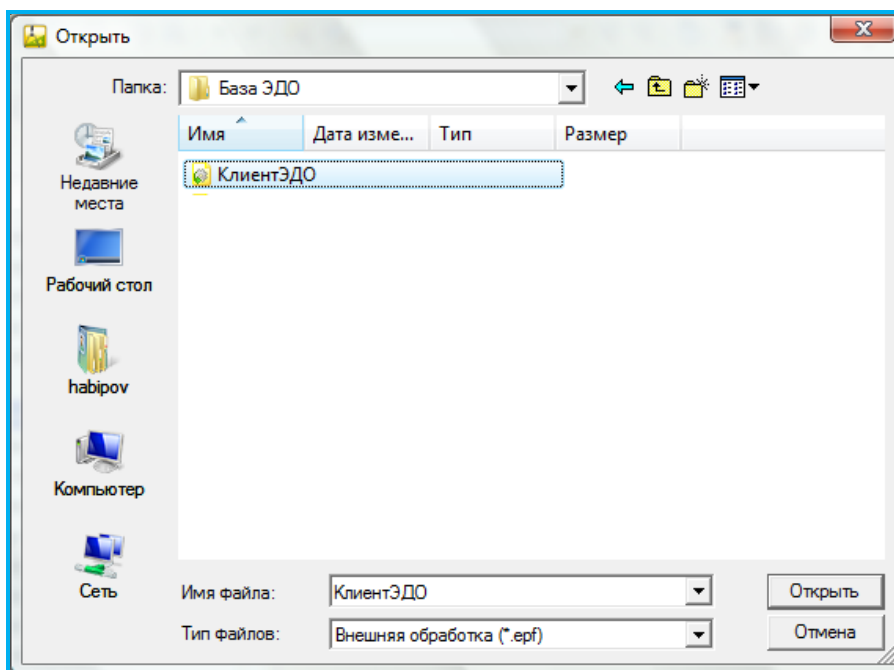 Открыть
Папка: База ЭДО
Имя Дата изме... Тип Размер
КлиентЭДО
Недавние
места
Рабочий стол
habipov
Компьютер
Сеть
Имя файла: КлиентЭДО Открыть
Тип файлов: Внешняя обработка (*.epf) Отмена